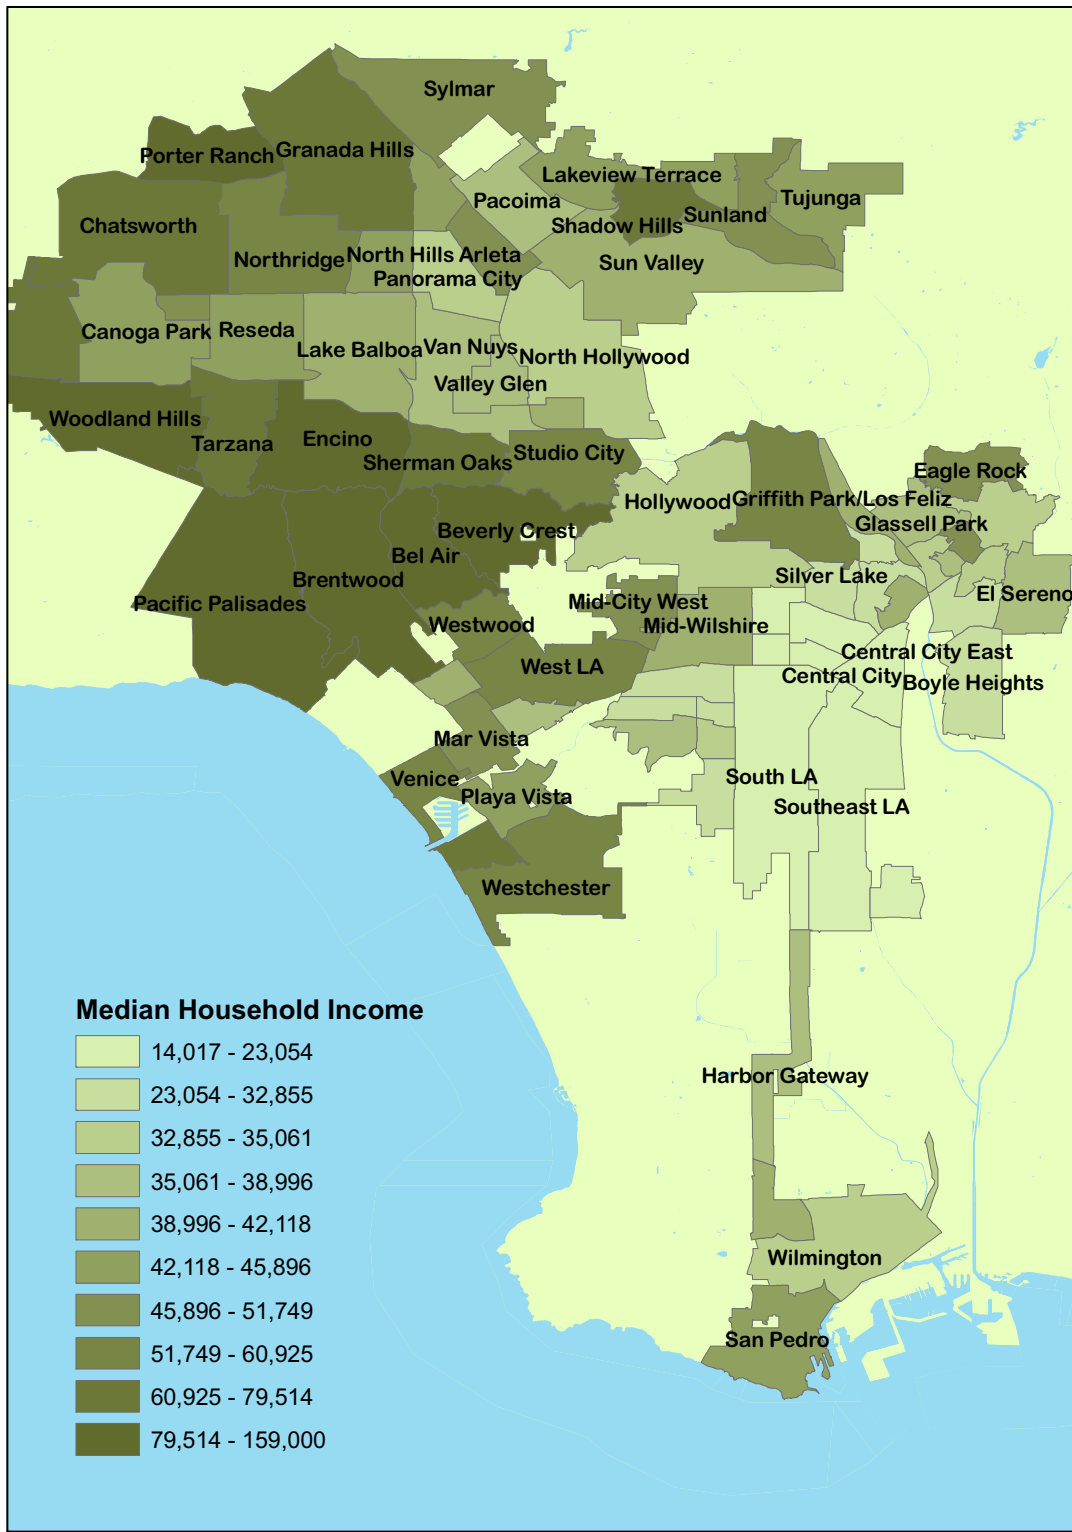 Sylmar
Porter Ranch
Granada Hills
Lakeview Terrace
Pacoima
Tujunga
Chatsworth
Shadow Hills
Sunland
Northridge
North Hills
Arleta
Sun Valley
Panorama City
Canoga Park
Reseda
Lake Balboa
Van Nuys
North Hollywood
Valley Glen
Woodland Hills
Tarzana
Encino
Sherman Oaks
Studio City
Eagle Rock
Hollywood
Griffith Park/Los Feliz
Glassell Park
Beverly Crest
Bel Air
Brentwood
Pacific Palisades
Silver Lake
El Sereno
Mid-City West
Westwood
Mid-Wilshire
West LA
Central City East
Central City
Boyle Heights
Mar Vista
Venice
Playa Vista
South LA
Southeast LA
Westchester
Harbor Gateway
Wilmington
San Pedro
Median Household Income
14,017 - 23,054
23,054 - 32,855
32,855 - 35,061
35,061 - 38,996
38,996 - 42,118
42,118 - 45,896
45,896 - 51,749
51,749 - 60,925
60,925 - 79,514
79,514 - 159,000